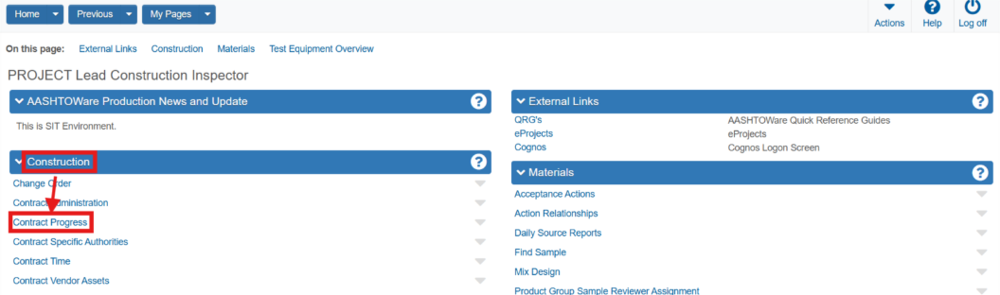 Home
Previous
My Pages
Actions
Help
Log off
On this page: External Links Construction Materials Test Equipment Overview
PROJECT Lead Construction Inspector
AASHTOWare Production News and Update ?
This is SIT Environment.
Construction ?
Change Order
Contract Administration
Contract Progress
Contract Specific Authorities
Contract Time
Contract Vendor Assets
External Links ?
QRG's AASHTOWare Quick Reference Guides
eProjects eProjects
Cognos Cognos Logon Screen
Materials ?
Acceptance Actions
Action Relationships
Daily Source Reports
Find Sample
Mix Design
Product Group Sample Reviewer Assignment